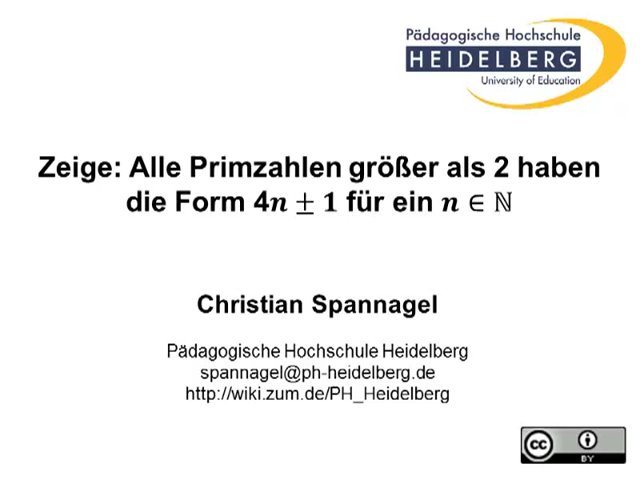 Pädagogische Hochschule
HEIDELBERG
University of Education
Zeige: Alle Primzahlen größer als 2 haben
die Form 4n ± 1 für ein n ∈ ℕ
Christian Spannagel
Pädagogische Hochschule Heidelberg
spannagel@ph-heidelberg.de
http://wiki.zum.de/PH_Heidelberg
cc
BY